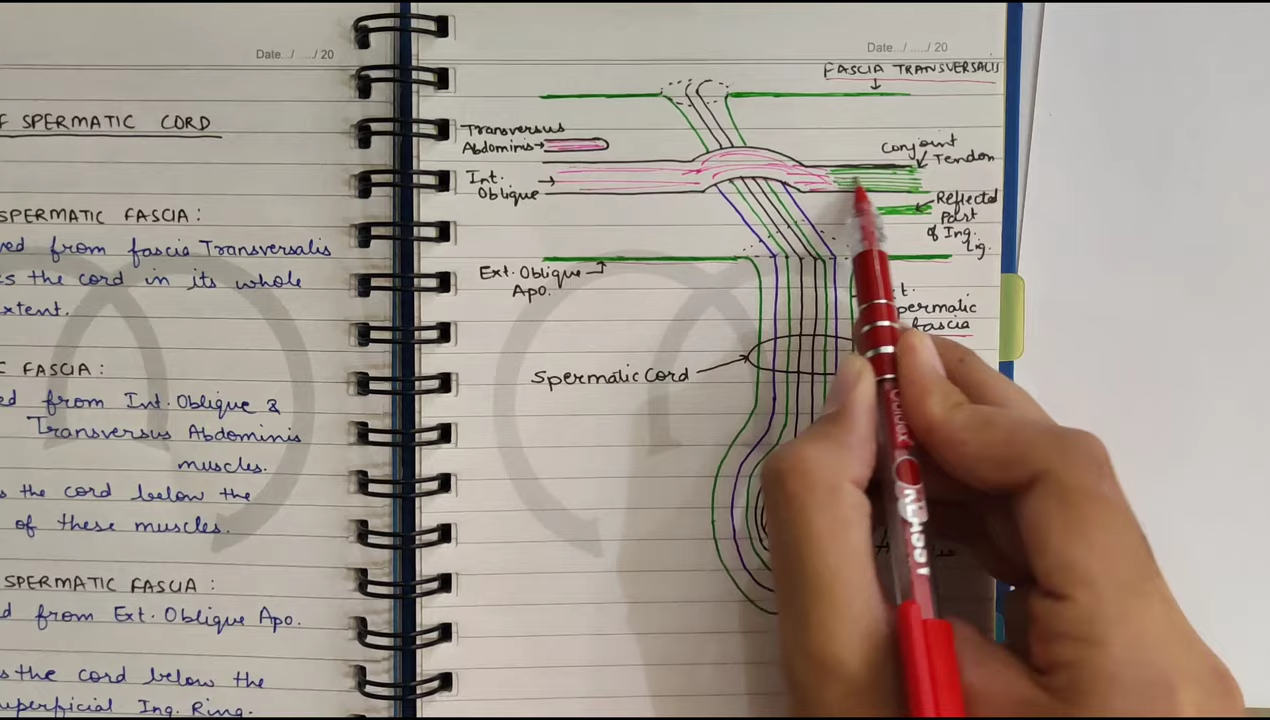 Date.../ ..../ 20
F SPERMATIC CORD
SPERMATIC FASCIA:
ved from fascia Transversalis
s the cord in its whole
xtent.
C FASCIA:
ed from Int. Oblique &
Transversus Abdominis
muscles.
s the cord below the
of these muscles.
SPERMATIC FASCIA:
d from Ext. Oblique Apo.
s the cord below the
uperficial Ing. Ring.
Date.../ ...../ 20
FASCIA TRANSVERSALIS
Transversus
Abdominis
Conjoint
Tendon
Int.
Oblique
Reflected
Part
of Ing.
Lig.
Ext. Oblique
Apo.
t.
permatic
fascia
Spermatic Cord